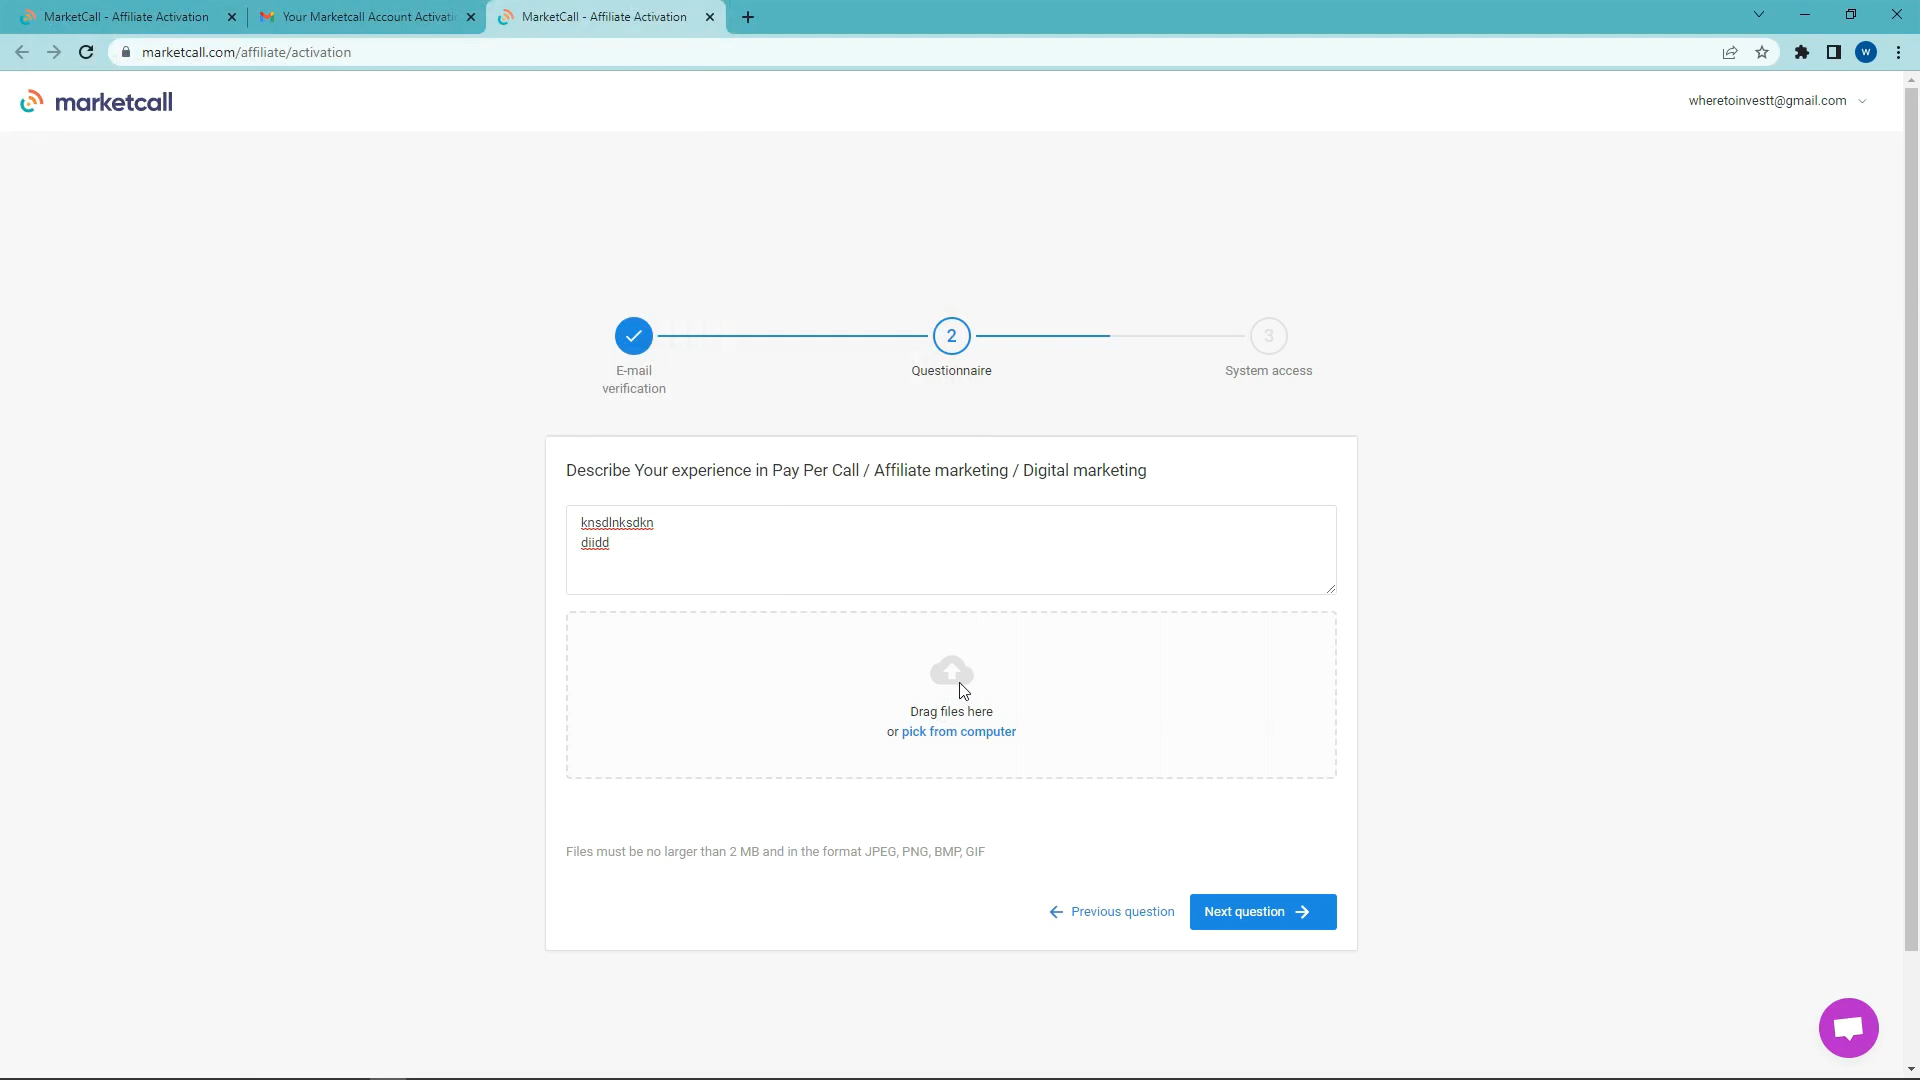 MarketCall - Affiliate Activation
Your Marketcall Account Activati
MarketCall - Affiliate Activation
marketcall.com/affiliate/activation
W
marketcall
wheretoinvestt@gmail.com
2
3
E-mail
verification
Questionnaire
System access
Describe Your experience in Pay Per Call / Affiliate marketing / Digital marketing
knsdlnksdkn
diidd
Drag files here
or pick from computer
Files must be no larger than 2 MB and in the format JPEG, PNG, BMP, GIF
Previous question
Next question